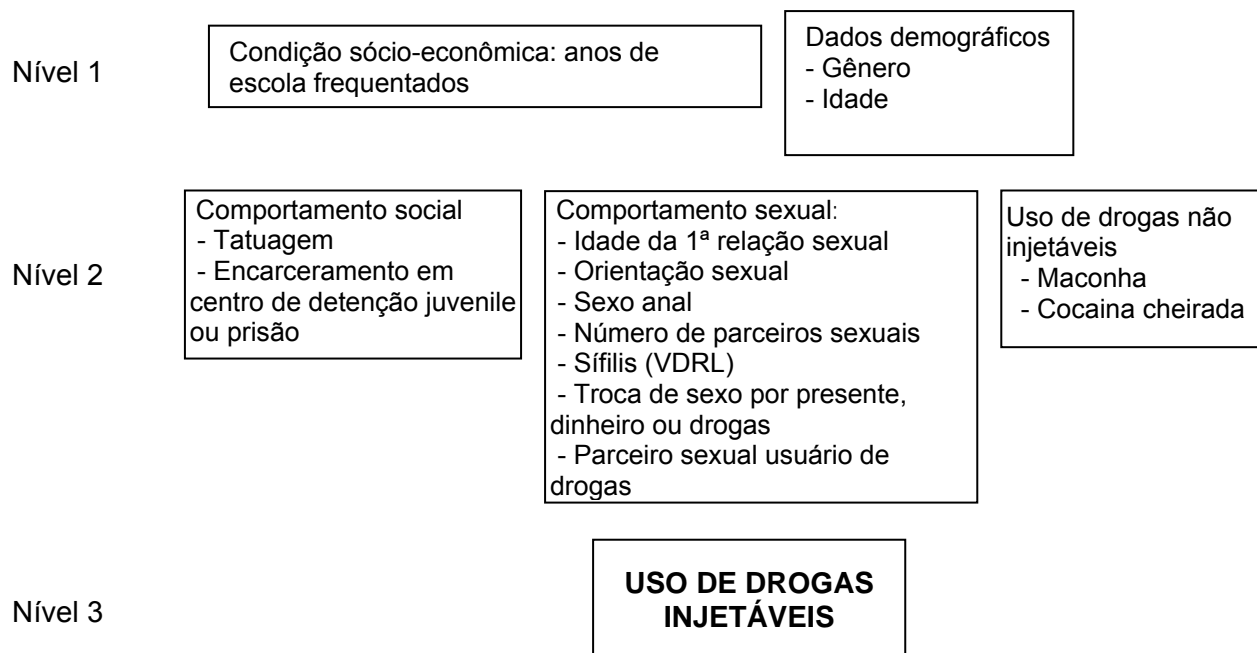 Nível 1
Condição sócio-econômica: anos de
escola frequentados
Dados demográficos
- Gênero
- Idade
Nível 2
Comportamento social
- Tatuagem
- Encarceramento em
centro de detenção juvenile
ou prisão
Comportamento sexual:
- Idade da 1ª relação sexual
- Orientação sexual
- Sexo anal
- Número de parceiros sexuais
- Sífilis (VDRL)
- Troca de sexo por presente,
dinheiro ou drogas
- Parceiro sexual usuário de
drogas
Uso de drogas não
injetáveis
- Maconha
- Cocaina cheirada
Nível 3
USO DE DROGAS
INJETÁVEIS